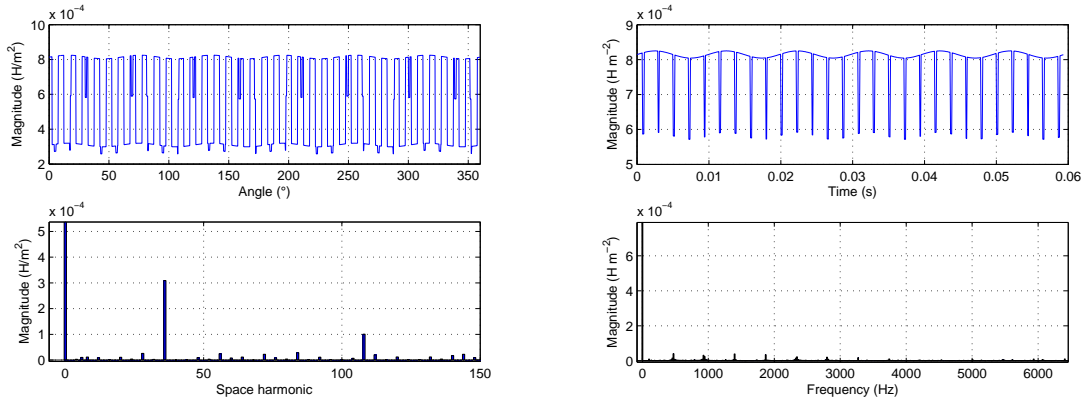 x 10⁻⁴
10
8
6
4
2
Magnitude (H/m²)
0 50 100 150 200 250 300 350
Angle (°)
x 10⁻⁴
9
8
7
6
5
Magnitude (H m⁻²)
0 0.01 0.02 0.03 0.04 0.05 0.06
Time (s)
x 10⁻⁴
5
4
3
2
1
0
Magnitude (H/m²)
0 50 100 150
Space harmonic
x 10⁻⁴
6
4
2
0
Magnitude (H m⁻²)
0 1000 2000 3000 4000 5000 6000
Frequency (Hz)